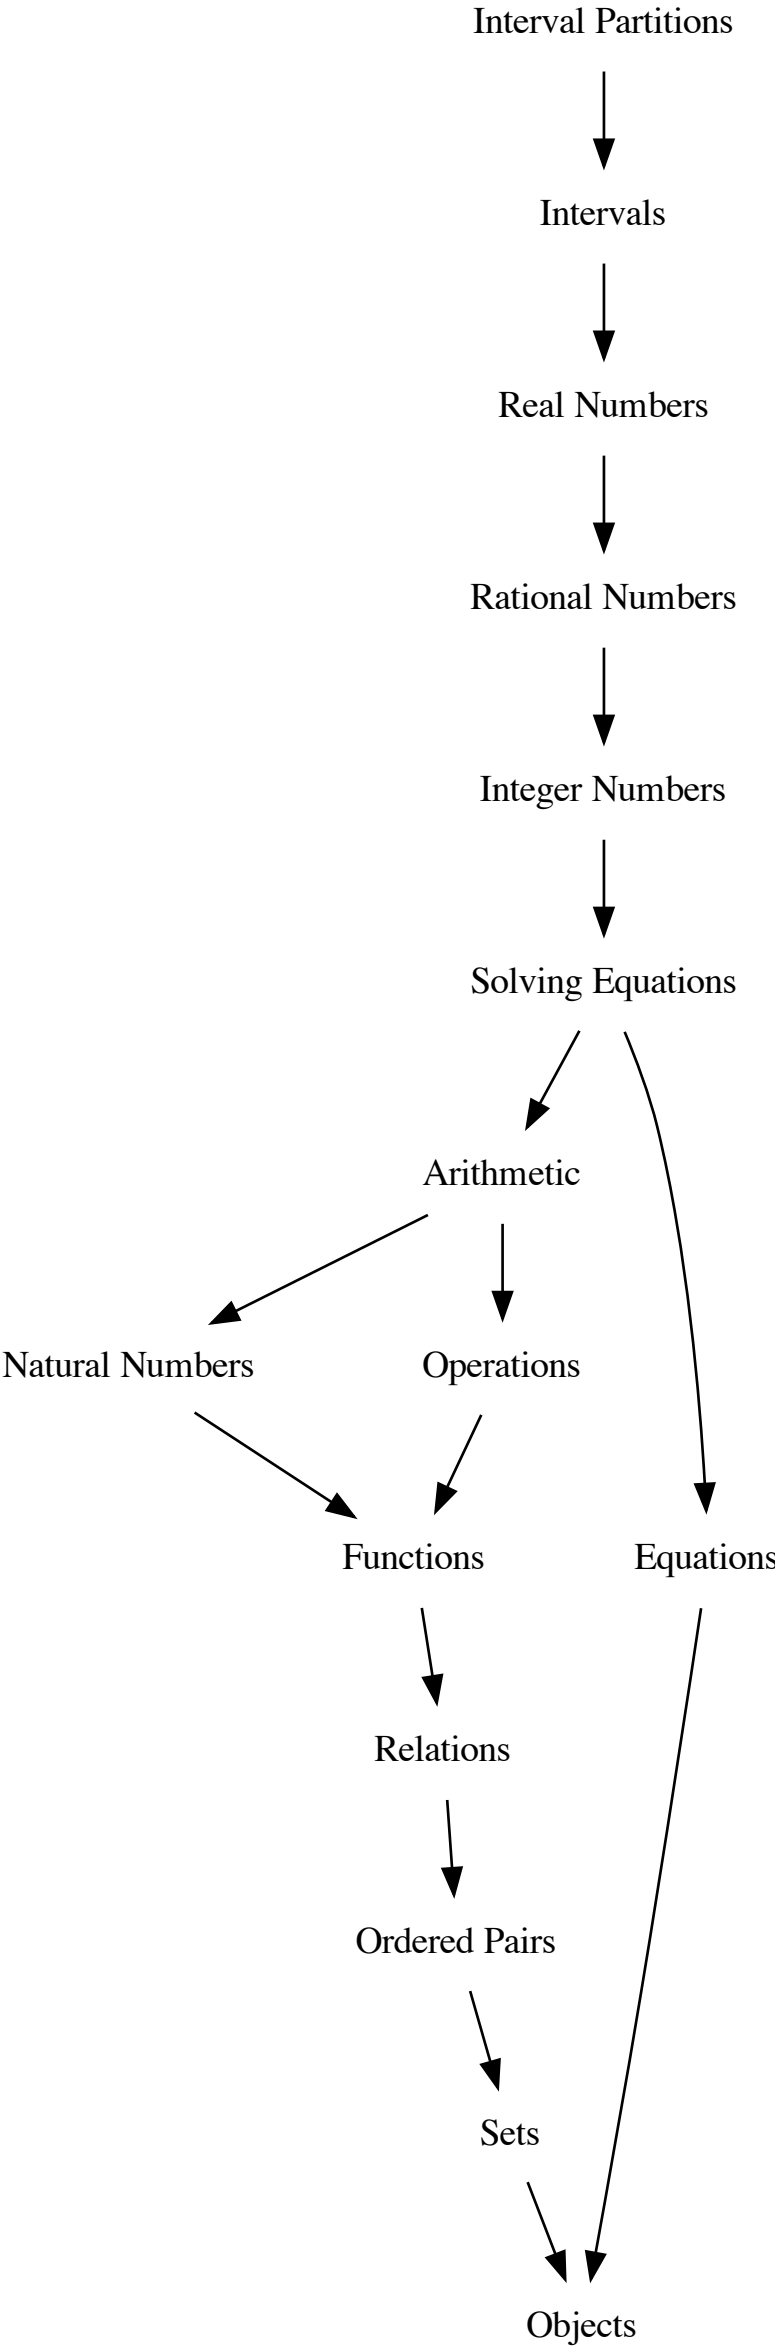 Interval Partitions
Intervals
Real Numbers
Rational Numbers
Integer Numbers
Solving Equations
Arithmetic
Natural Numbers
Operations
Functions
Equations
Relations
Ordered Pairs
Sets
Objects